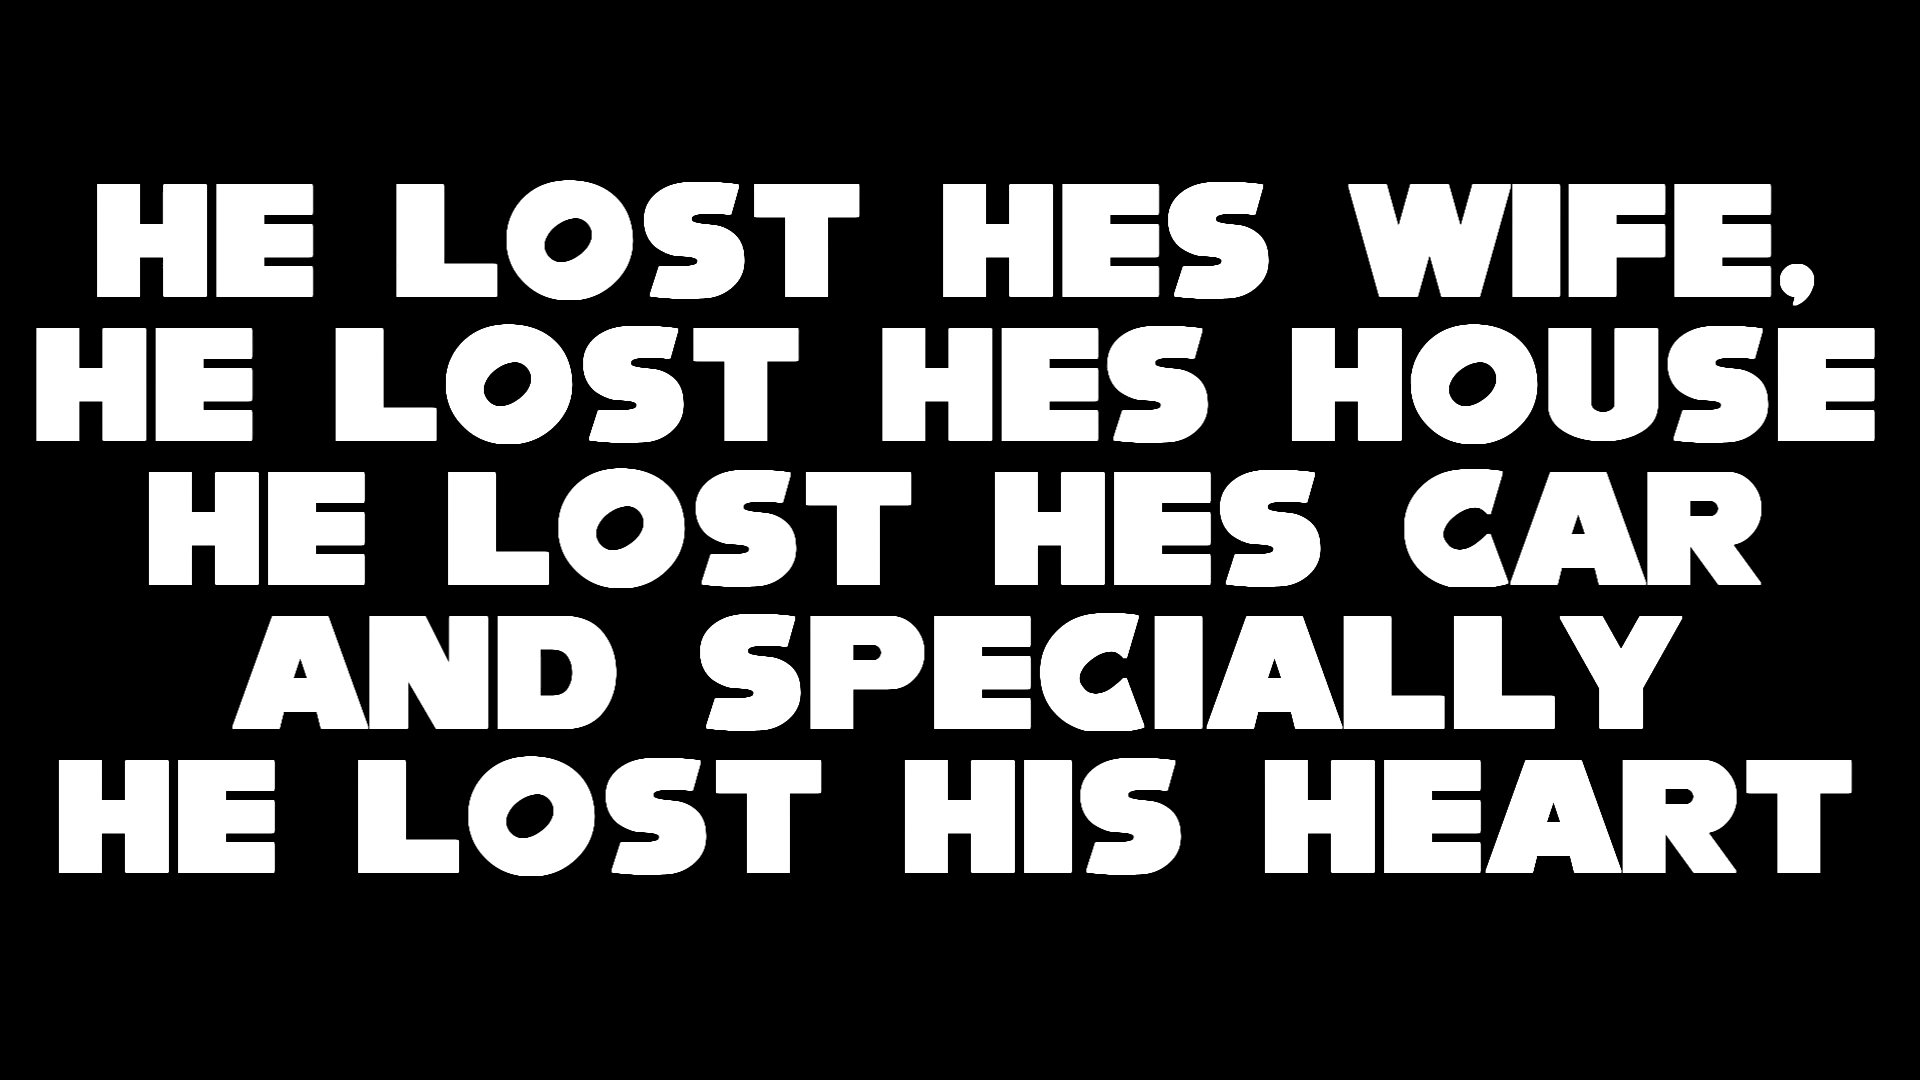 HE LOST HES WIFE,
HE LOST HES HOUSE
HE LOST HES CAR
AND SPECIALLY
HE LOST HIS HEART